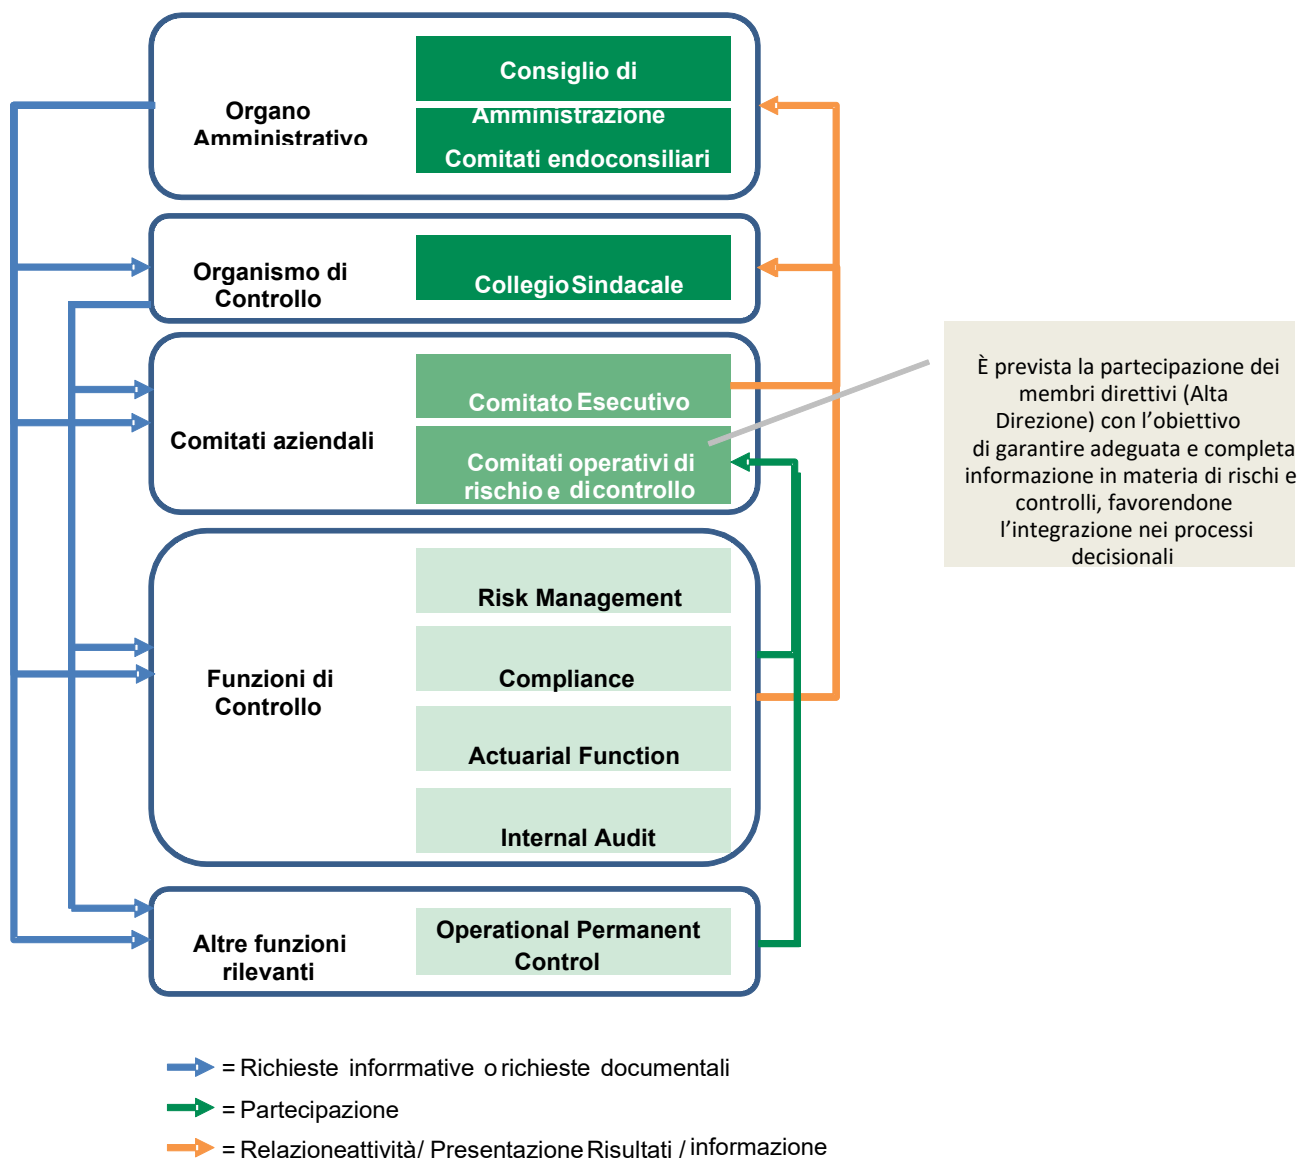 Organo
Amministrativo
Consiglio di
Amministrazione
Comitati endoconsiliari
Organismo di
Controllo
Collegio Sindacale
Comitati aziendali
Comitato Esecutivo
Comitati operativi di
rischio e di controllo
È prevista la partecipazione dei
membri direttivi (Alta
Direzione) con l’obiettivo
di garantire adeguata e completa
informazione in materia di rischi e
controlli, favorendone
l’integrazione nei processi
decisionali
Funzioni di
Controllo
Risk Management
Compliance
Actuarial Function
Internal Audit
Altre funzioni
rilevanti
Operational Permanent
Control
= Richieste inforrmative o richieste documentali
= Partecipazione
= Relazione attività / Presentazione Risultati / informazione